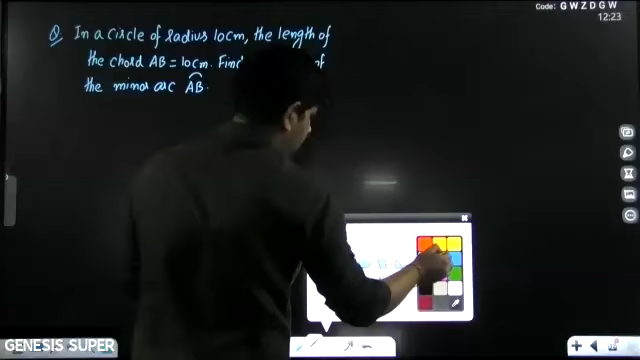 Code: GWZDGW
12:23
Q. In a circle of radius 10cm, the length of
the chord AB = 10cm. Find of
the minor arc AB.
GENESIS SUPER